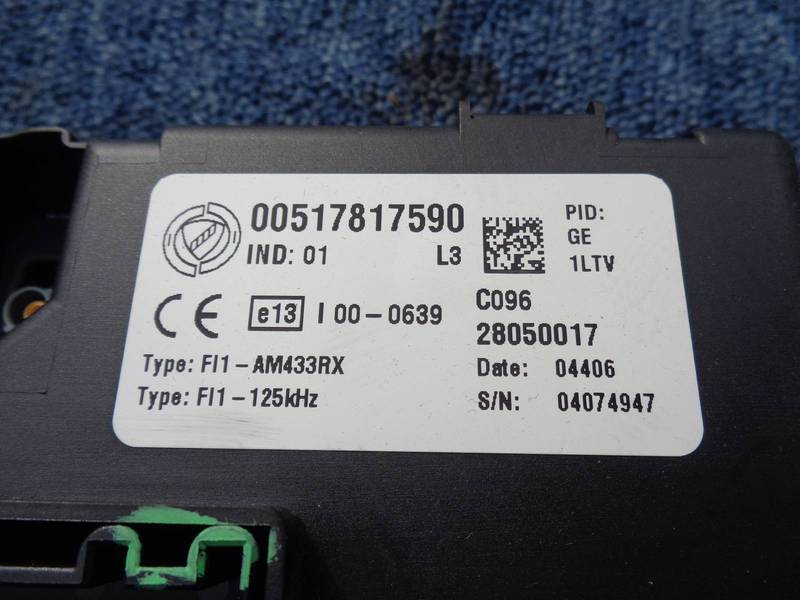 00517817590
IND: 01 L3
PID:
GE
1LTV
CE e13 I 00-0639
C096
28050017
Type: FI1-AM433RX
Date: 04406
Type: FI1-125kHz
S/N: 04074947